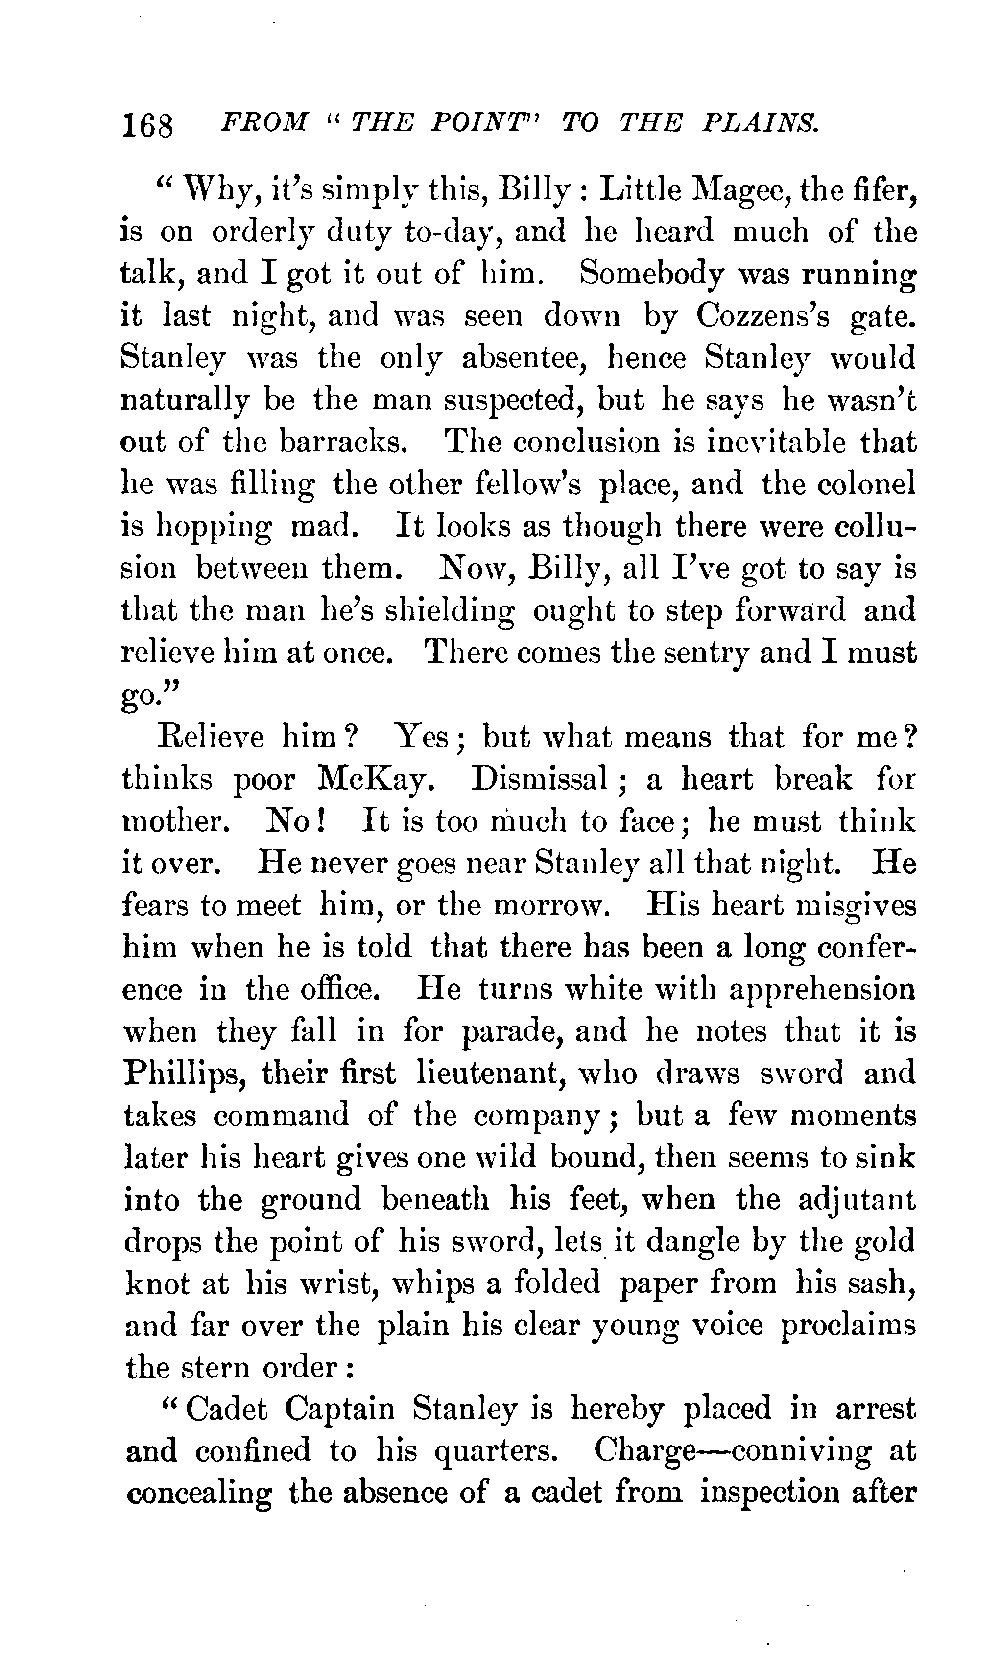 168 FROM " THE POINT" TO THE PLAINS.
" Why, it's simply this, Billy : Little Magee, the fifer,
is on orderly duty to-day, and he heard much of the
talk, and I got it out of him. Somebody was running
it last night, and was seen down by Cozzens's gate.
Stanley was the only absentee, hence Stanley would
naturally be the man suspected, but he says he wasn't
out of the barracks. The conclusion is inevitable that
he was filling the other fellow's place, and the colonel
is hopping mad. It looks as though there were collu-
sion between them. Now, Billy, all I've got to say is
that the man he's shielding ought to step forward and
relieve him at once. There comes the sentry and I must
go."
Relieve him ? Yes ; but what means that for me ?
thinks poor McKay. Dismissal ; a heart break for
mother. No ! It is too much to face ; he must think
it over. He never goes near Stanley all that night. He
fears to meet him, or the morrow. His heart misgives
him when he is told that there has been a long confer-
ence in the office. He turns white with apprehension
when they fall in for parade, and he notes that it is
Phillips, their first lieutenant, who draws sword and
takes command of the company ; but a few moments
later his heart gives one wild bound, then seems to sink
into the ground beneath his feet, when the adjutant
drops the point of his sword, lets it dangle by the gold
knot at his wrist, whips a folded paper from his sash,
and far over the plain his clear young voice proclaims
the stern order :
" Cadet Captain Stanley is hereby placed in arrest
and confined to his quarters. Charge—conniving at
concealing the absence of a cadet from inspection after